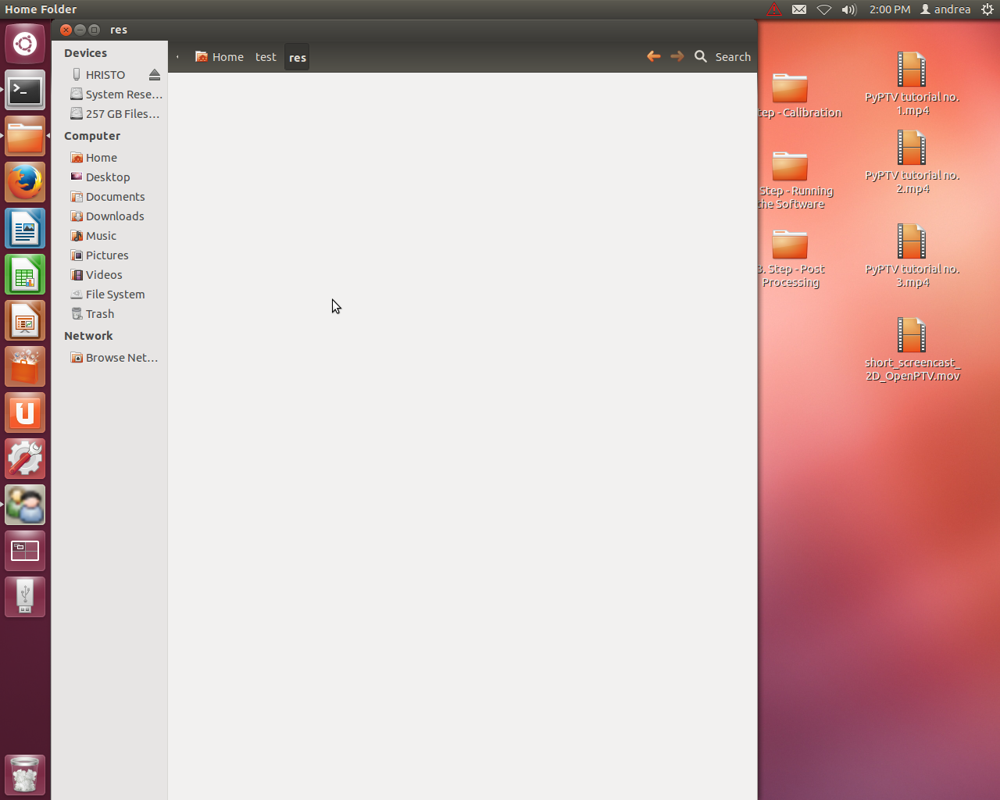 Home Folder
2:00 PM
andrea
res
Devices
HRISTO
System Rese...
257 GB Files...
Computer
Home
Desktop
Documents
Downloads
Music
Pictures
Videos
File System
Trash
Network
Browse Net...
Home
test
res
Search
tep - Calibration
Step - Running
the Software
3. Step - Post
Processing
PyPTV tutorial no.
1.mp4
PyPTV tutorial no.
2.mp4
PyPTV tutorial no.
3.mp4
short_screencast_
2D_OpenPTV.mov